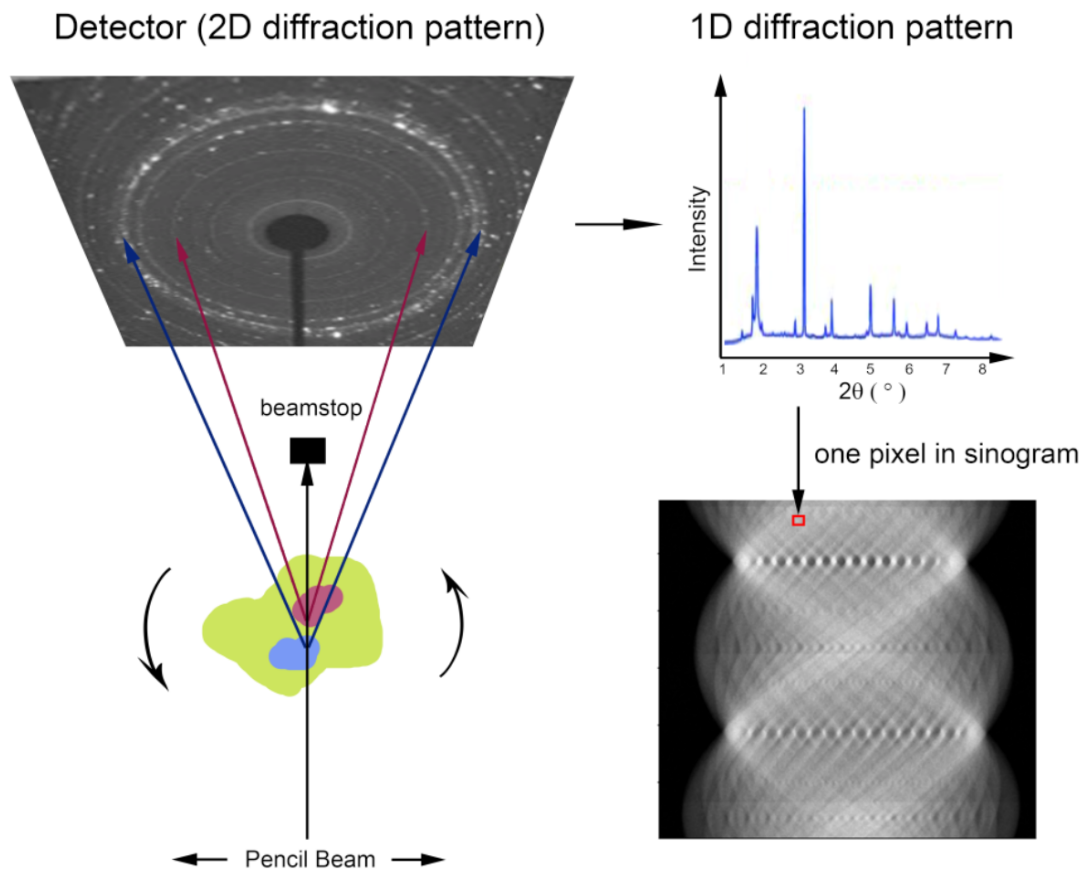 Detector (2D diffraction pattern)
1D diffraction pattern
Intensity
1 2 3 4 5 6 7 8
2θ ( ° )
beamstop
one pixel in sinogram
Pencil Beam